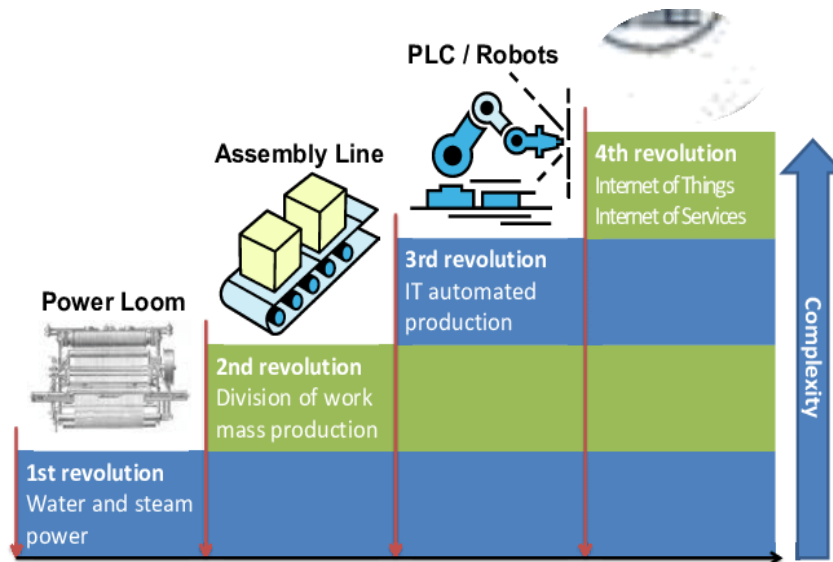 PLC / Robots
Assembly Line
4th revolution
Internet of Things
Internet of Services
3rd revolution
IT automated
production
Power Loom
2nd revolution
Division of work
mass production
1st revolution
Water and steam
power
Complexity